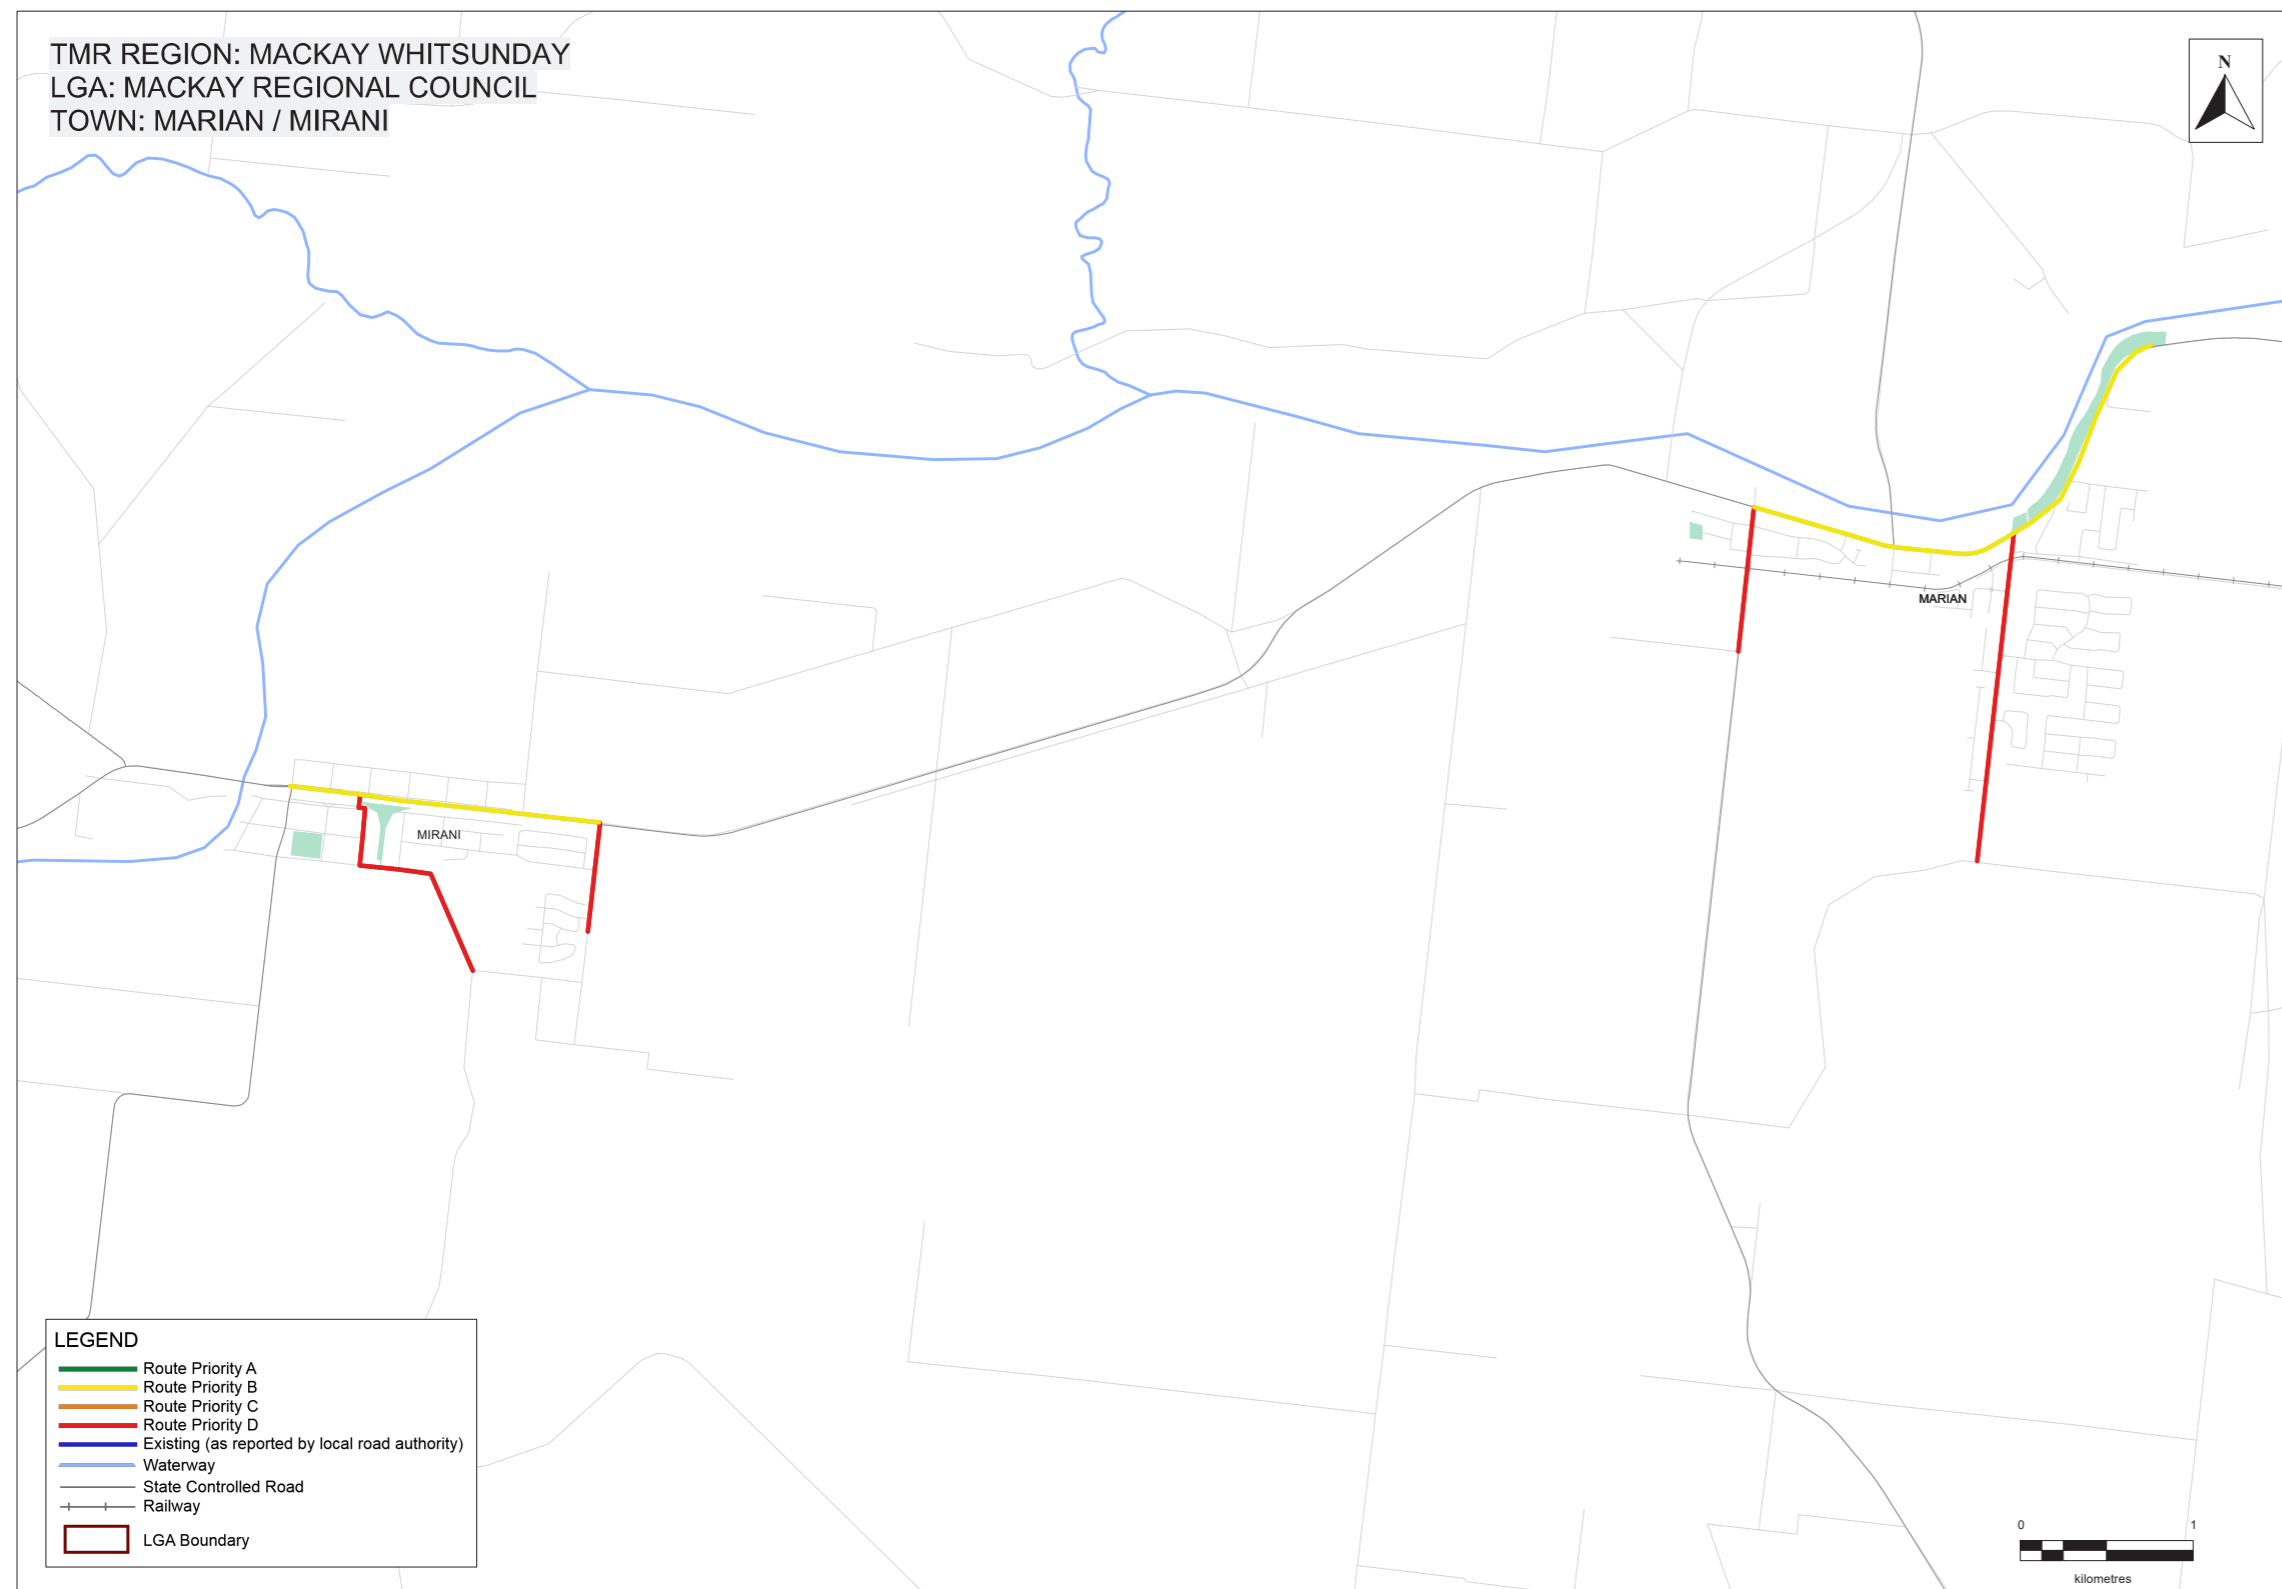 TMR REGION: MACKAY WHITSUNDAY
LGA: MACKAY REGIONAL COUNCIL
TOWN: MARIAN / MIRANI
N
MARIAN
MIRANI
LEGEND
Route Priority A
Route Priority B
Route Priority C
Route Priority D
Existing (as reported by local road authority)
Waterway
State Controlled Road
Railway
LGA Boundary
0 1
kilometres